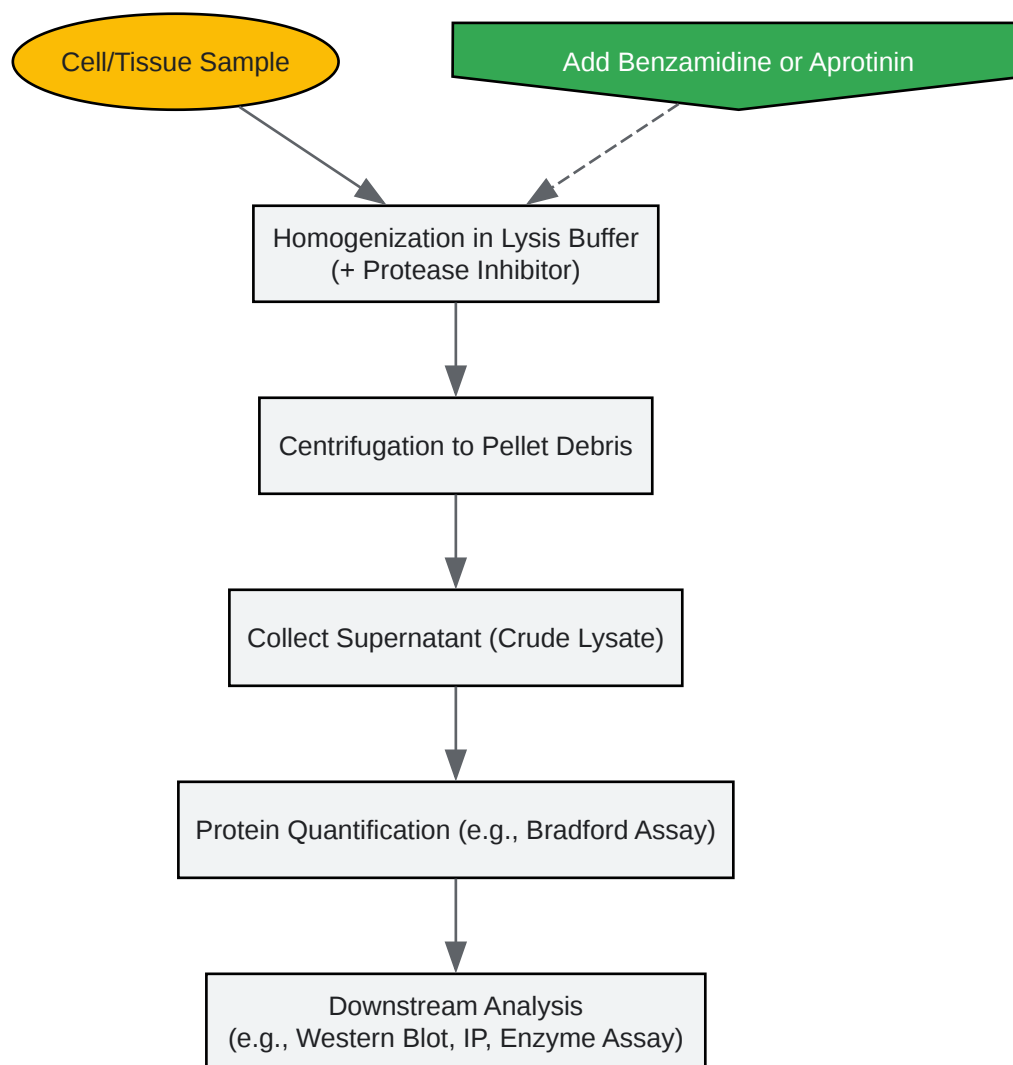 Cell/Tissue Sample
Add Benzamidine or Aprotinin
Homogenization in Lysis Buffer
(+ Protease Inhibitor)
Centrifugation to Pellet Debris
Collect Supernatant (Crude Lysate)
Protein Quantification (e.g., Bradford Assay)
Downstream Analysis
(e.g., Western Blot, IP, Enzyme Assay)